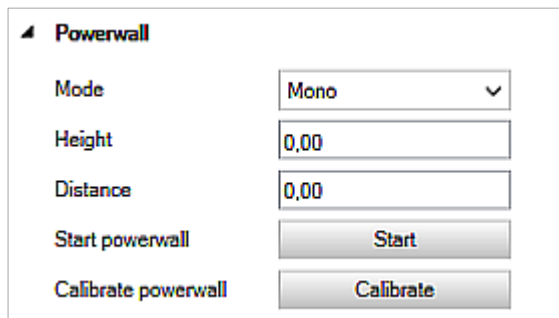 Powerwall
Mode Mono
Height 0,00
Distance 0,00
Start powerwall Start
Calibrate powerwall Calibrate